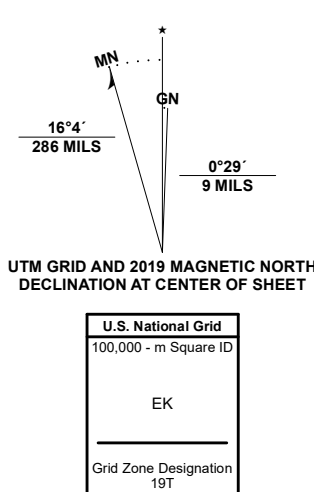 ★
MN
GN
16°4´
286 MILS
0°29´
9 MILS
UTM GRID AND 2019 MAGNETIC NORTH
DECLINATION AT CENTER OF SHEET
U.S. National Grid
100,000 - m Square ID
EK
Grid Zone Designation
19T